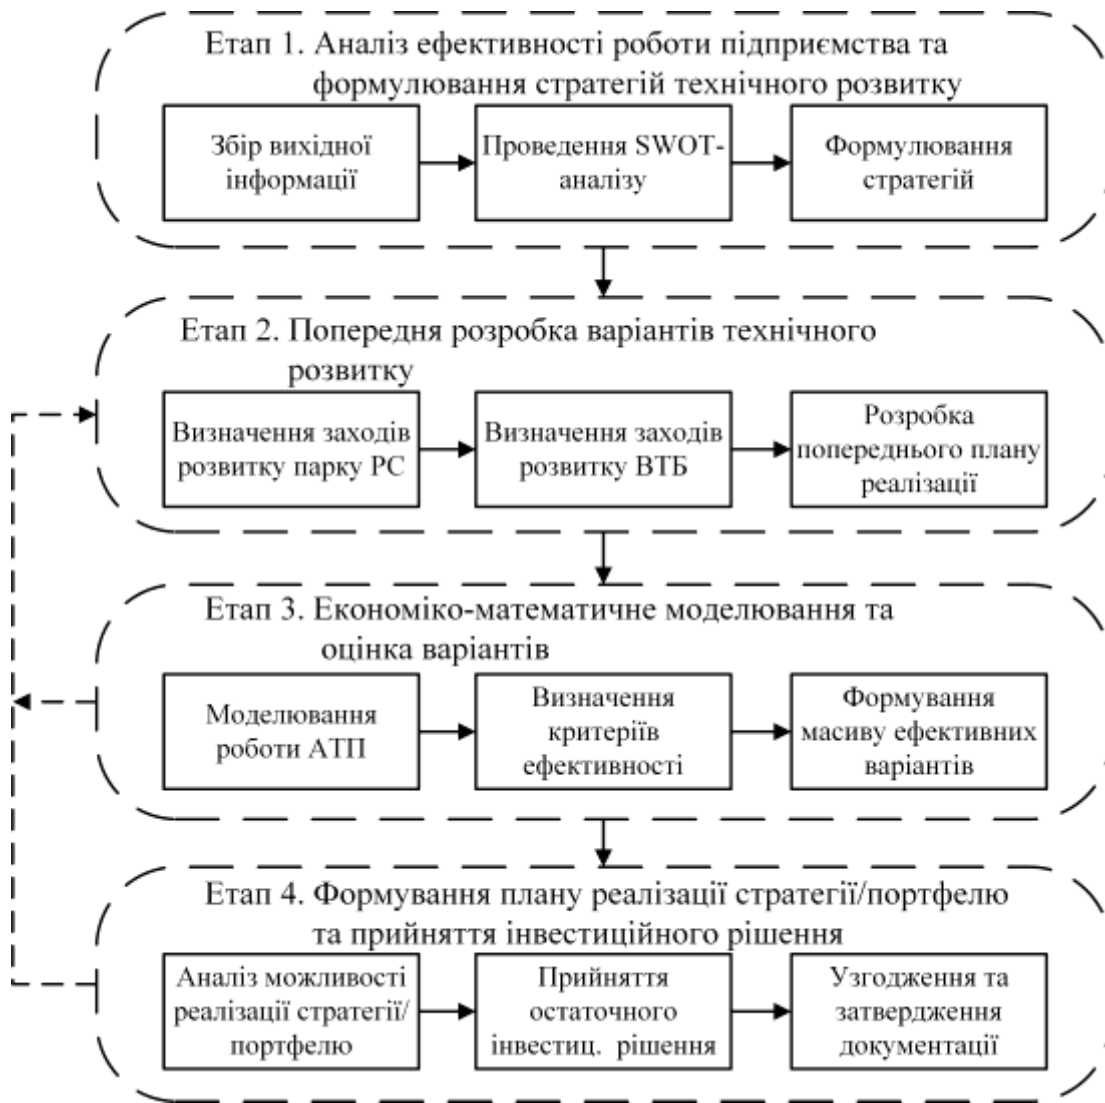 Етап 1. Аналіз ефективності роботи підприємства та
формулювання стратегій технічного розвитку
Збір вихідної
інформації
Проведення SWOT-
аналізу
Формулювання
стратегій
Етап 2. Попередня розробка варіантів технічного
розвитку
Визначення заходів
розвитку парку РС
Визначення заходів
розвитку ВТБ
Розробка
попереднього плану
реалізації
Етап 3. Економіко-математичне моделювання та
оцінка варіантів
Моделювання
роботи АТП
Визначення
критеріїв
ефективності
Формування
масиву ефективних
варіантів
Етап 4. Формування плану реалізації стратегії/портфелю
та прийняття інвестиційного рішення
Аналіз можливості
реалізації стратегії/
портфелю
Прийняття
остаточного
інвестиц. рішення
Узгодження та
затвердження
документації